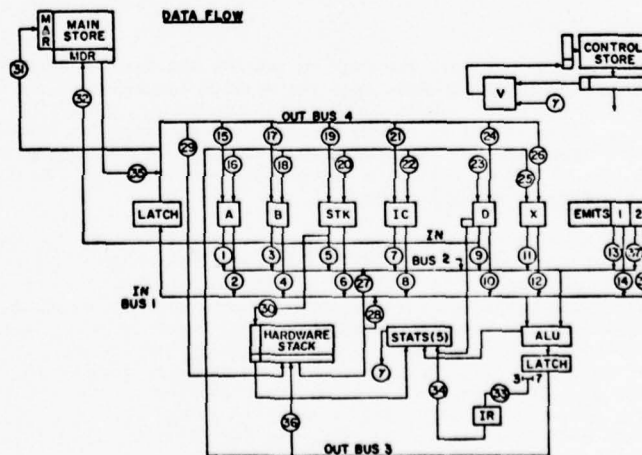 DATA FLOW
MAR
MAIN STORE
MDR
CONTROL STORE
V
Y
31
32
35
OUT BUS 4
29
15
16
17
18
19
20
21
22
23
24
25
26
LATCH
A
B
STK
IC
D
X
EMITS 1 2
IN
1
3
5
27
7
BUS 2
9
11
13
37
IN BUS 1
2
4
6
8
10
12
14
30
28
HARDWARE STACK
STATS(5)
ALU
Y
LATCH
3 7
33
34
IR
36
OUT BUS 3